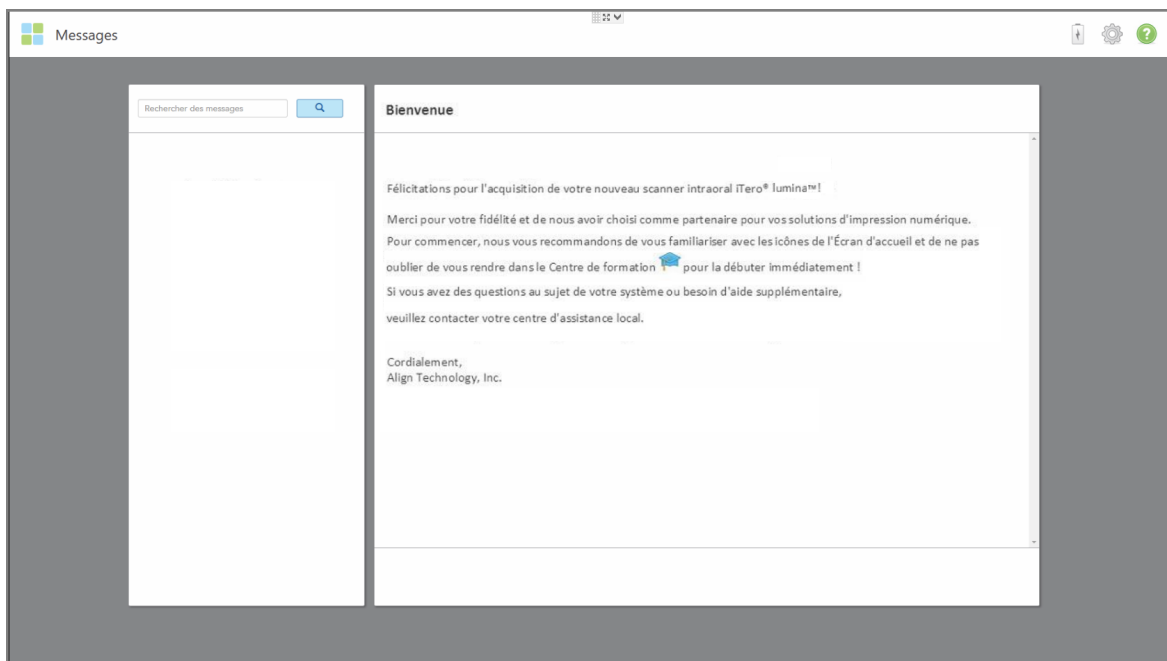 Messages
Rechercher des messages
Bienvenue
Félicitations pour l'acquisition de votre nouveau scanner intraoral iTero® lumina™!
Merci pour votre fidélité et de nous avoir choisi comme partenaire pour vos solutions d'impression numérique.
Pour commencer, nous vous recommandons de vous familiariser avec les icônes de l'Écran d'accueil et de ne pas
oublier de vous rendre dans le Centre de formation pour la débuter immédiatement !
Si vous avez des questions au sujet de votre système ou besoin d'aide supplémentaire,
veuillez contacter votre centre d'assistance local.
Cordialement,
Align Technology, Inc.